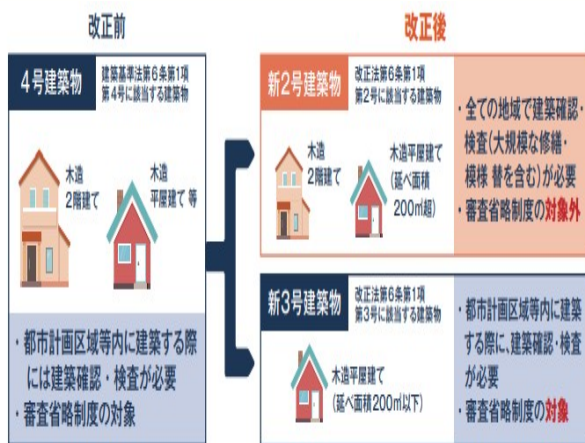 改正前
4号建築物
建築基準法第6条第1項
第4号に該当する建築物
木造
2階建て
木造
平屋建て 等
・都市計画区域等内に建築する際
には建築確認・検査が必要
・審査省略制度の対象
改正後
新2号建築物
改正法第6条第1項
第2号に該当する建築物
木造
2階建て
木造平屋建て
(延べ面積
200㎡超)
・全ての地域で建築確認・
検査(大規模な修繕・
模様 替を含む)が必要
・審査省略制度の対象外
新3号建築物
改正法第6条第1項
第3号に該当する建築物
木造平屋建て
(延べ面積200㎡以下)
・都市計画区域等内に建築
する際に、建築確認・検査
が必要
・審査省略制度の対象